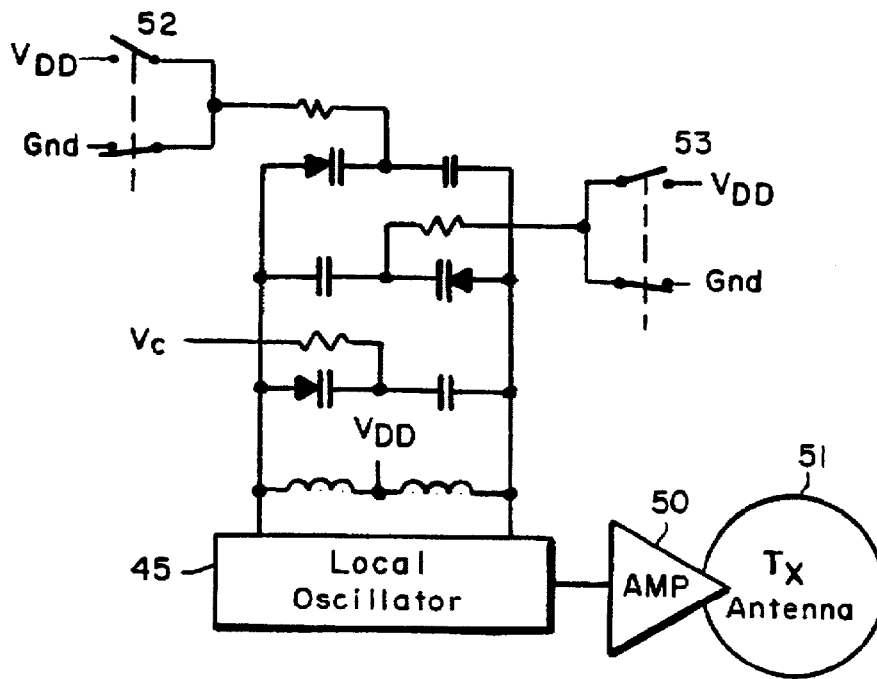 52
VDD
Gnd
53
VDD
Gnd
Vc
VDD
51
50
45
Local
Oscillator
AMP
Tx
Antenna